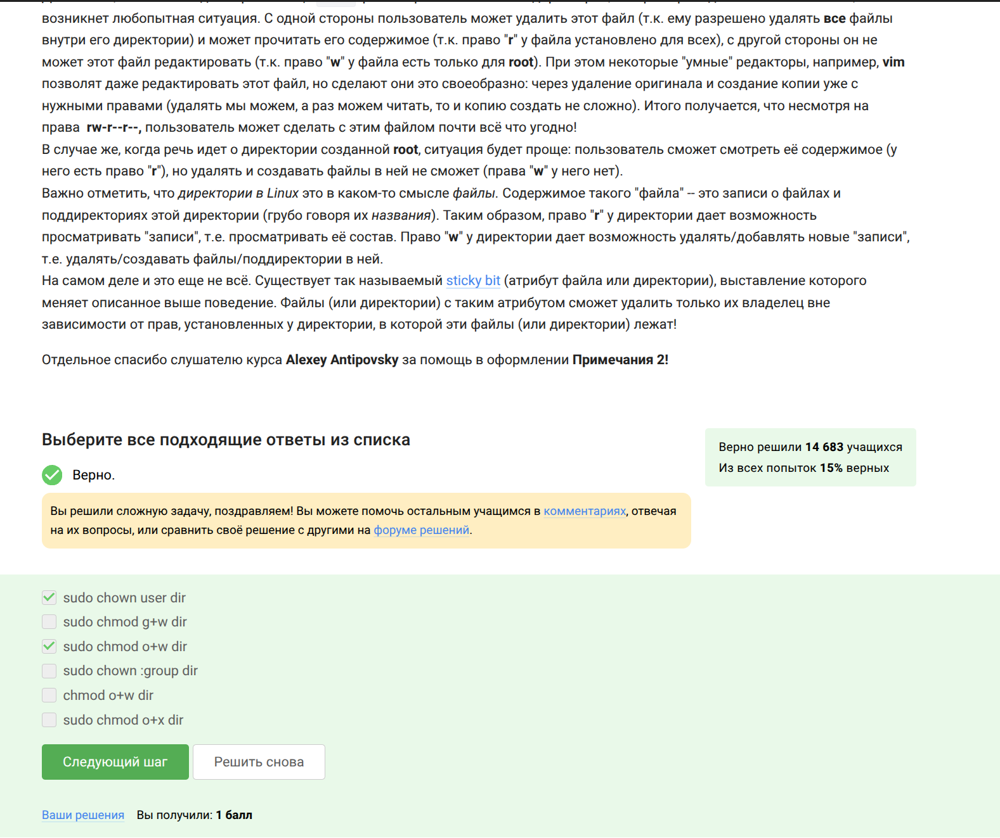 возникнет любопытная ситуация. С одной стороны пользователь может удалить этот файл (т.к. ему разрешено удалять все файлы
внутри его директории) и может прочитать его содержимое (т.к. право "r" у файла установлено для всех), с другой стороны он не
может этот файл редактировать (т.к. право "w" у файла есть только для root). При этом некоторые "умные" редакторы, например, vim
позволят даже редактировать этот файл, но сделают они это своеобразно: через удаление оригинала и создание копии уже с
нужными правами (удалять мы можем, а раз можем читать, то и копию создать не сложно). Итого получается, что несмотря на
права rw-r--r--, пользователь может сделать с этим файлом почти всё что угодно!
В случае же, когда речь идет о директории созданной root, ситуация будет проще: пользователь сможет смотреть её содержимое (у
него есть право "r"), но удалять и создавать файлы в ней не сможет (права "w" у него нет).
Важно отметить, что директории в Linux это в каком-то смысле файлы. Содержимое такого "файла" -- это записи о файлах и
поддиректориях этой директории (грубо говоря их названия). Таким образом, право "r" у директории дает возможность
просматривать "записи", т.е. просматривать её состав. Право "w" у директории дает возможность удалять/добавлять новые "записи",
т.е. удалять/создавать файлы/поддиректории в ней.
На самом деле и это еще не всё. Существует так называемый sticky bit (атрибут файла или директории), выставление которого
меняет описанное выше поведение. Файлы (или директории) с таким атрибутом сможет удалить только их владелец вне
зависимости от прав, установленных у директории, в которой эти файлы (или директории) лежат!
Отдельное спасибо слушателю курса Alexey Antipovsky за помощь в оформлении Примечания 2!
Выберите все подходящие ответы из списка
Верно решили 14 683 учащихся
Из всех попыток 15% верных
Верно.
Вы решили сложную задачу, поздравляем! Вы можете помочь остальным учащимся в комментариях, отвечая
на их вопросы, или сравнить своё решение с другими на форуме решений.
sudo chown user dir
sudo chmod g+w dir
sudo chmod o+w dir
sudo chown :group dir
chmod o+w dir
sudo chmod o+x dir
Следующий шаг
Решить снова
Ваши решения Вы получили: 1 балл